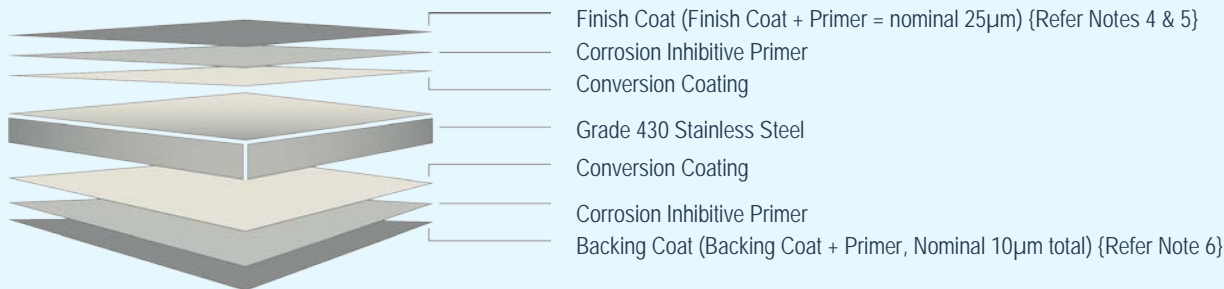 Finish Coat (Finish Coat + Primer = nominal 25µm) {Refer Notes 4 & 5}
Corrosion Inhibitive Primer
Conversion Coating
Grade 430 Stainless Steel
Conversion Coating
Corrosion Inhibitive Primer
Backing Coat (Backing Coat + Primer, Nominal 10µm total) {Refer Note 6}